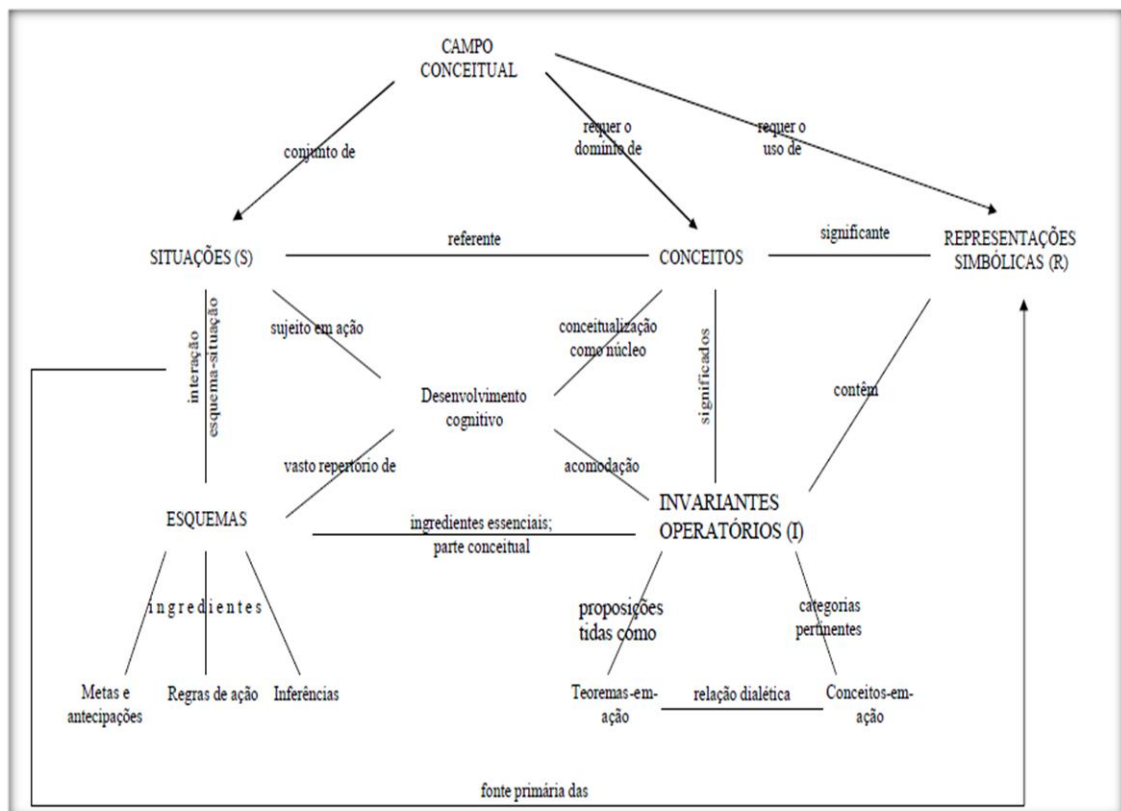 CAMPO
CONCEITUAL
conjunto de
requer o
domínio de
requer o
uso de
SITUAÇÕES (S)
referente
CONCEITOS
significante
REPRESENTAÇÕES
SIMBÓLICAS (R)
interação
esquema-situação
sujeito em ação
conceitualização
como núcleo
significados
contêm
Desenvolvimento
cognitivo
vasto repertório de
acomodação
ESQUEMAS
ingredientes essenciais;
parte conceitual
INVARIANTES
OPERATÓRIOS (I)
ingredientes
proposições
tidas como
categorias
pertinentes
Metas e
antecipações
Regras de ação
Inferências
Teoremas-em-
ação
relação dialética
Conceitos-em-
ação
fonte primária das